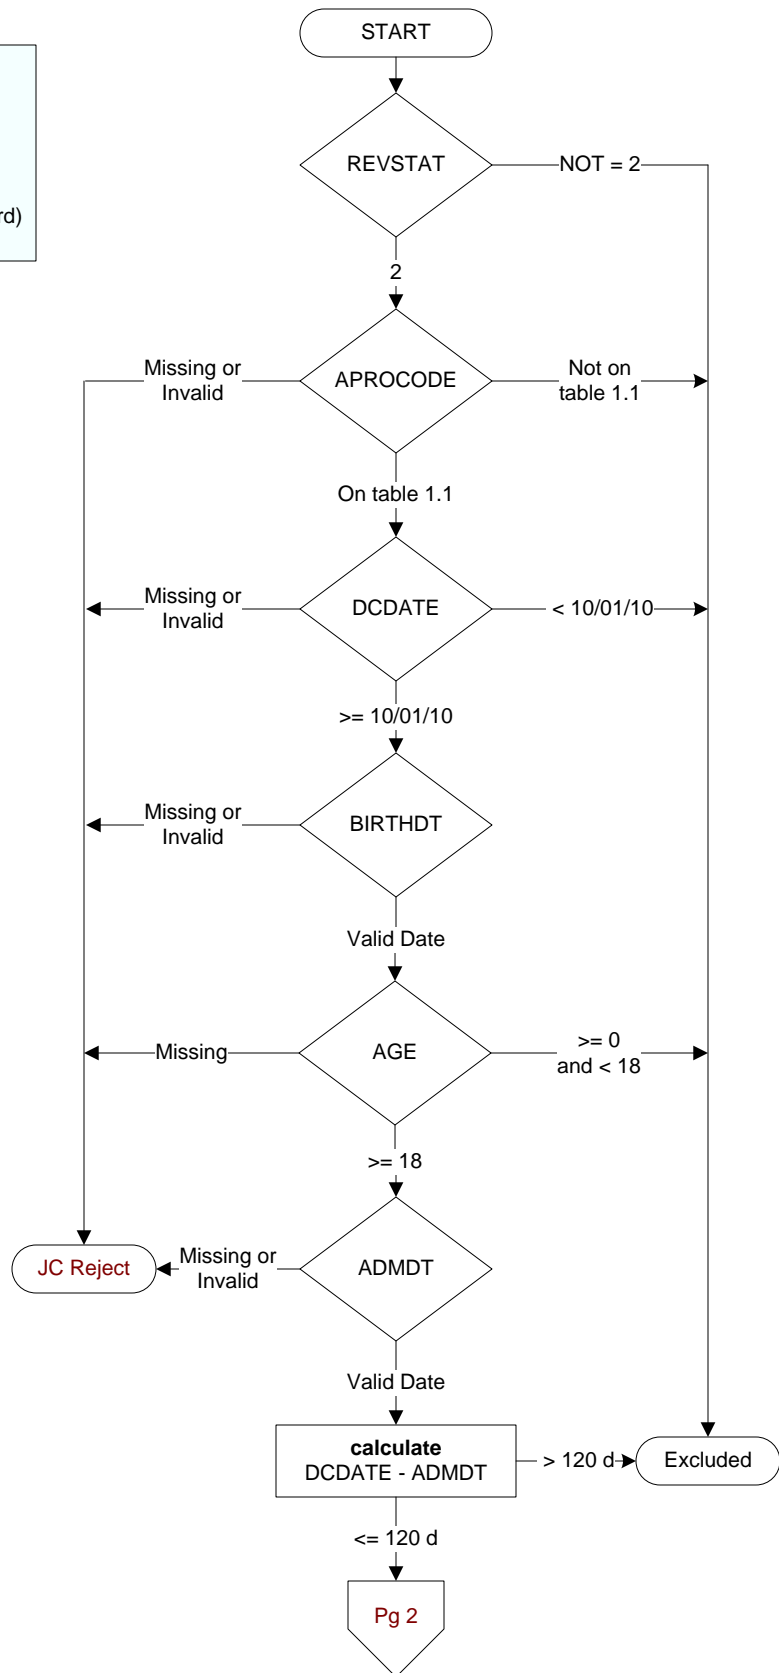 START
REVSTAT
NOT = 2
rd)
2
Missing or
Invalid
APROCODE
Not on
table 1.1
On table 1.1
Missing or
Invalid
DCDATE
< 10/01/10
>= 10/01/10
Missing or
Invalid
BIRTHDT
Valid Date
Missing
AGE
>= 0
and < 18
>= 18
JC Reject
Missing or
Invalid
ADMDT
Valid Date
calculate
DCDATE - ADMDT
> 120 d
Excluded
<= 120 d
Pg 2